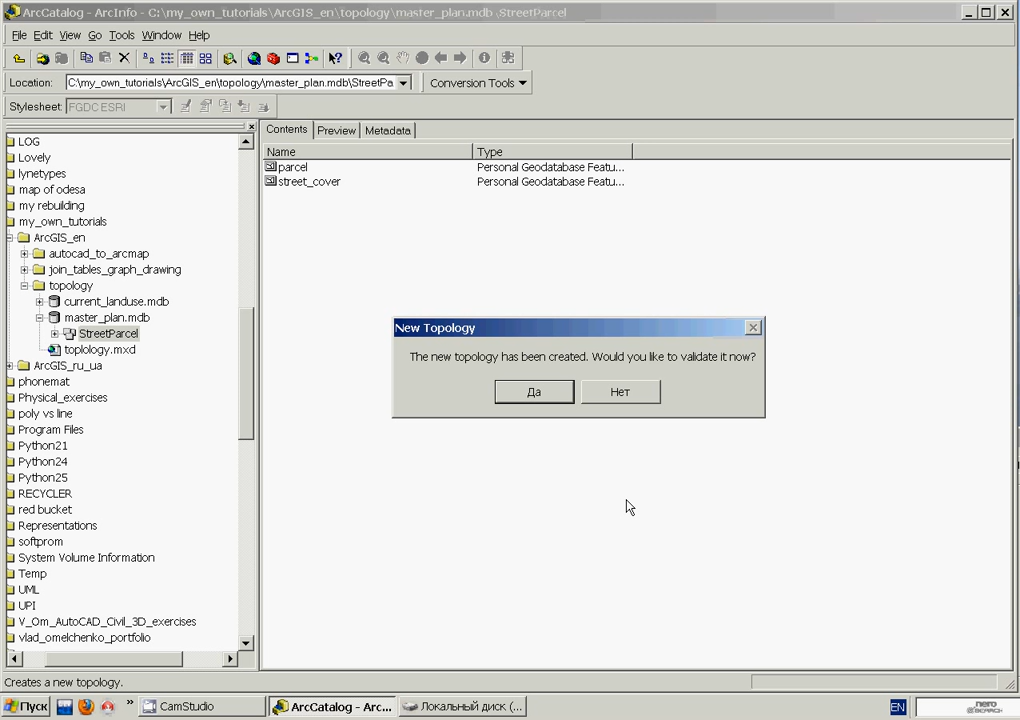 ArcCatalog - ArcInfo - C:\my_own_tutorials\ArcGIS_en\topology\master_plan.mdb\StreetParcel
File Edit View Go Tools Window Help
Location: C:\my_own_tutorials\ArcGIS_en\topology\master_plan.mdb\StreetPa Conversion Tools
Stylesheet: FGDC ESRI
Contents Preview Metadata
Name Type
parcel Personal Geodatabase Featu...
street_cover Personal Geodatabase Featu...
LOG
Lovely
lynetypes
map of odesa
my rebuilding
my_own_tutorials
ArcGIS_en
autocad_to_arcmap
join_tables_graph_drawing
topology
current_landuse.mdb
master_plan.mdb
StreetParcel
toplology.mxd
ArcGIS_ru_ua
phonemat
Physical_exercises
poly vs line
Program Files
Python21
Python24
Python25
RECYCLER
red bucket
Representations
softprom
System Volume Information
Temp
UML
UPI
V_Om_AutoCAD_Civil_3D_exercises
vlad_omelchenko_portfolio
New Topology
The new topology has been created. Would you like to validate it now?
Да Нет
Creates a new topology.
Пуск » CamStudio ArcCatalog - Arc... Локальный диск (... EN nero SEARCH